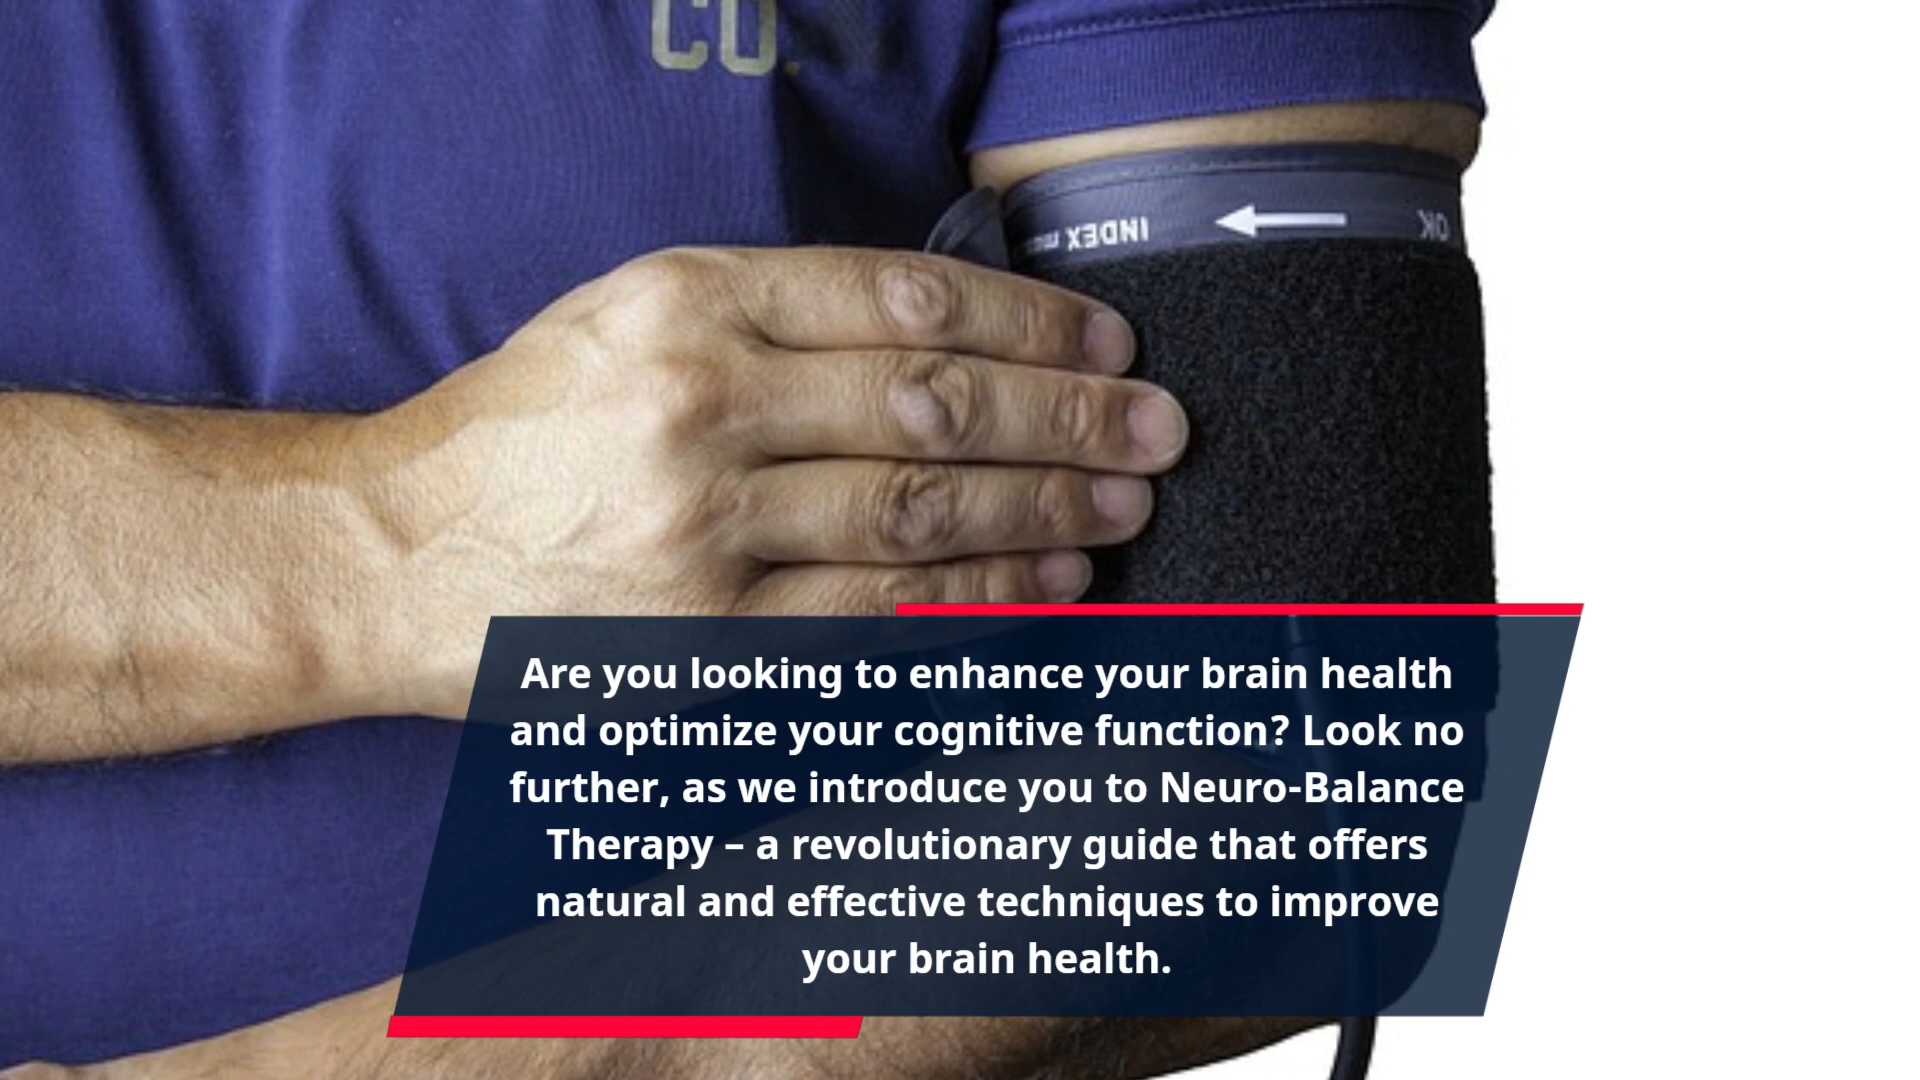 CO.
INDEX
OK
Are you looking to enhance your brain health
and optimize your cognitive function? Look no
further, as we introduce you to Neuro-Balance
Therapy – a revolutionary guide that offers
natural and effective techniques to improve
your brain health.